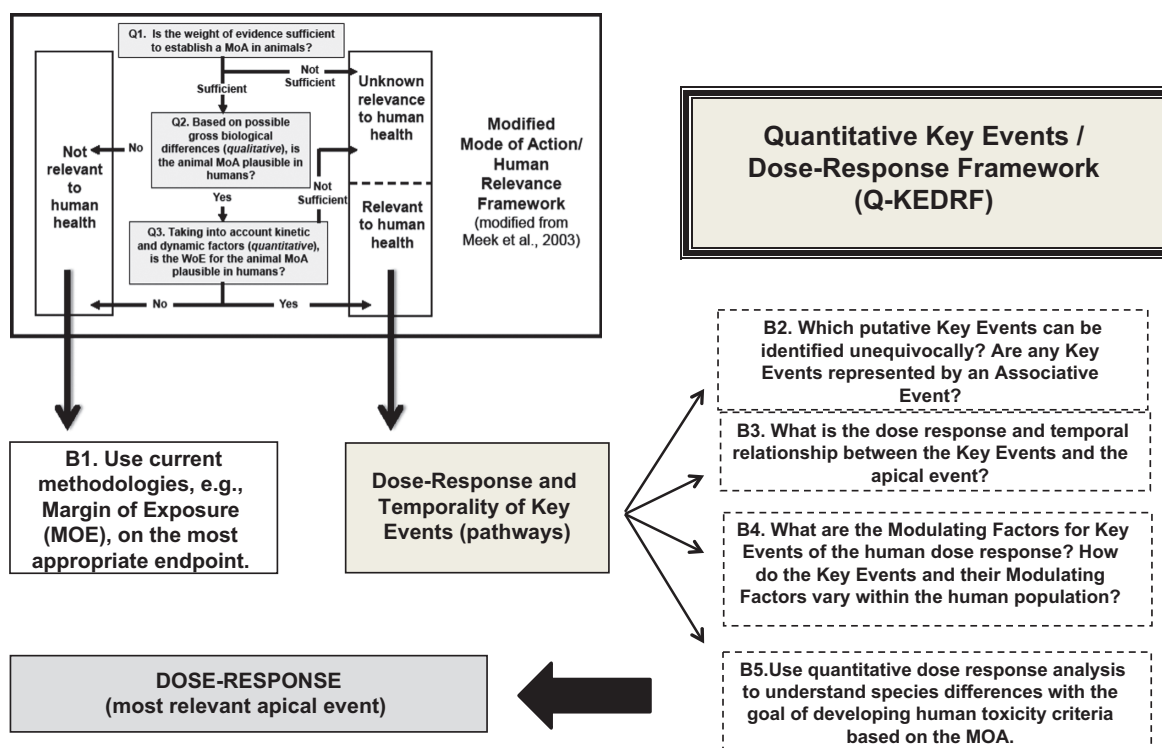 Q1. Is the weight of evidence sufficient
to establish a MoA in animals?
Not
Sufficient
Sufficient
Unknown
relevance
to human
health
Q2. Based on possible
gross biological
differences (qualitative), is
the animal MoA plausible in
humans?
No
Not
relevant
to
human
health
Not
Sufficient
Yes
Relevant
to human
health
Q3. Taking into account kinetic
and dynamic factors (quantitative),
is the WoE for the animal MoA
plausible in humans?
No
Yes
Modified
Mode of Action/
Human
Relevance
Framework
(modified from
Meek et al., 2003)
Quantitative Key Events /
Dose-Response Framework
(Q-KEDRF)
B1. Use current
methodologies, e.g.,
Margin of Exposure
(MOE), on the most
appropriate endpoint.
Dose-Response and
Temporality of Key
Events (pathways)
B2. Which putative Key Events can be
identified unequivocally? Are any Key
Events represented by an Associative
Event?
B3. What is the dose response and temporal
relationship between the Key Events and the
apical event?
B4. What are the Modulating Factors for Key
Events of the human dose response? How
do the Key Events and their Modulating
Factors vary within the human population?
B5.Use quantitative dose response analysis
to understand species differences with the
goal of developing human toxicity criteria
based on the MOA.
DOSE-RESPONSE
(most relevant apical event)